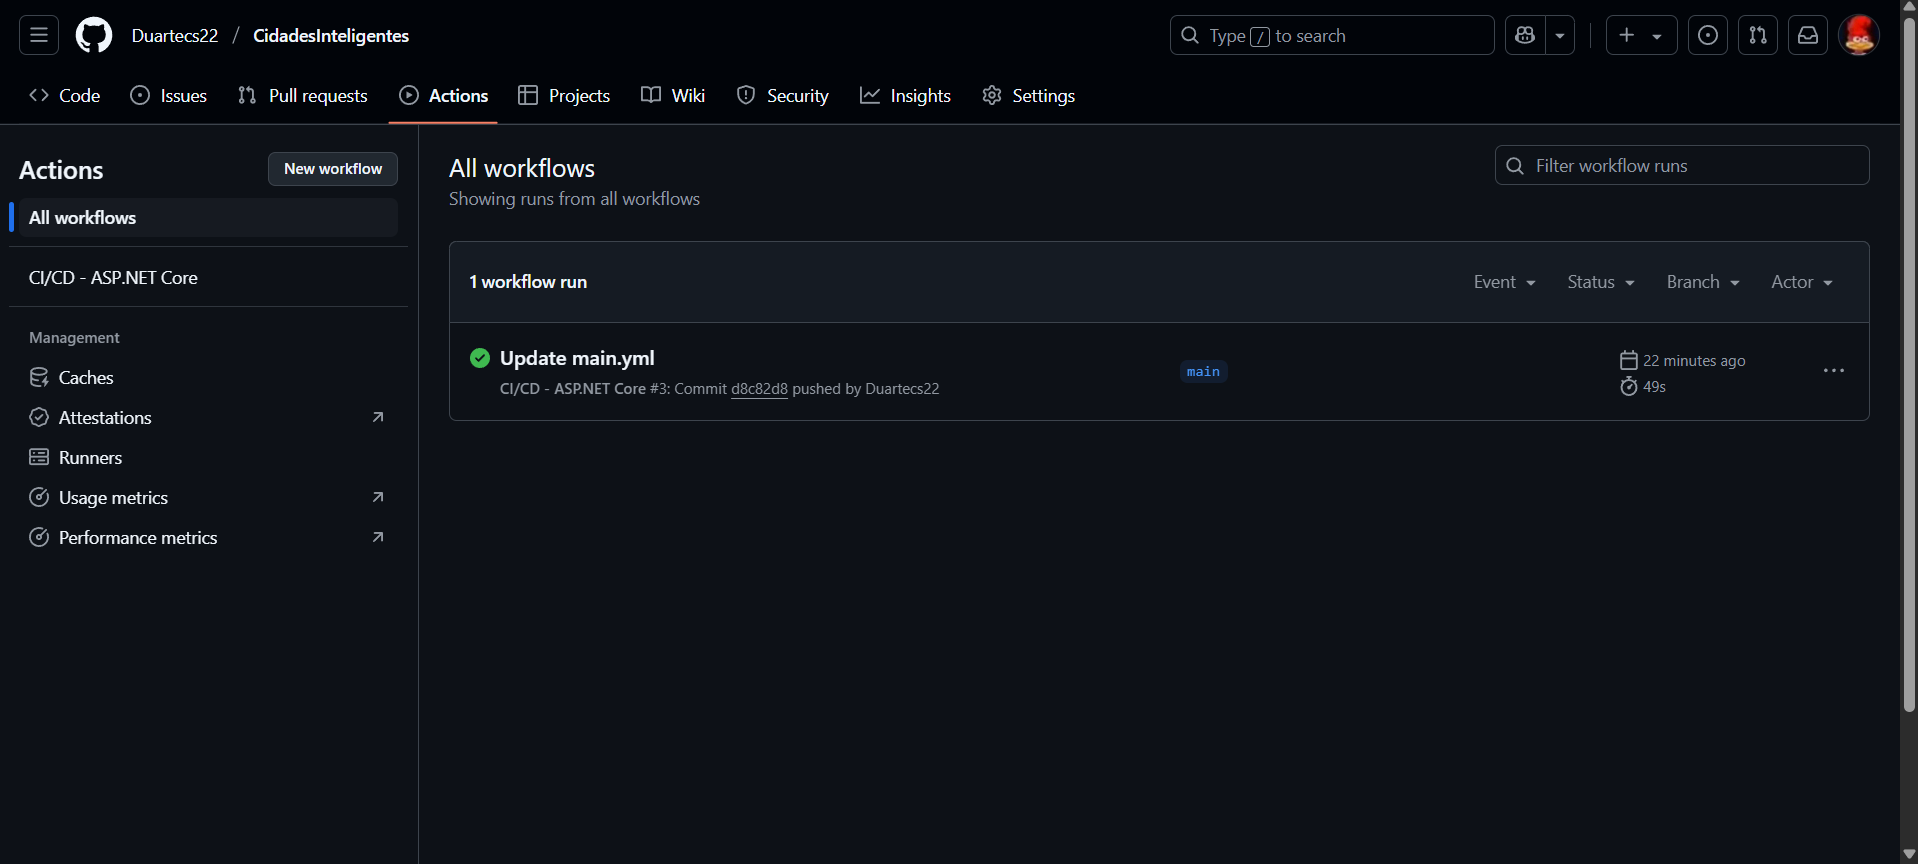 Duartecs22 / CidadesInteligentes
Type / to search
Code
Issues
Pull requests
Actions
Projects
Wiki
Security
Insights
Settings
Actions
New workflow
All workflows
CI/CD - ASP.NET Core
Management
Caches
Attestations
Runners
Usage metrics
Performance metrics
All workflows
Showing runs from all workflows
Filter workflow runs
1 workflow run
Event
Status
Branch
Actor
Update main.yml
CI/CD - ASP.NET Core #3: Commit d8c82d8 pushed by Duartecs22
main
22 minutes ago
49s